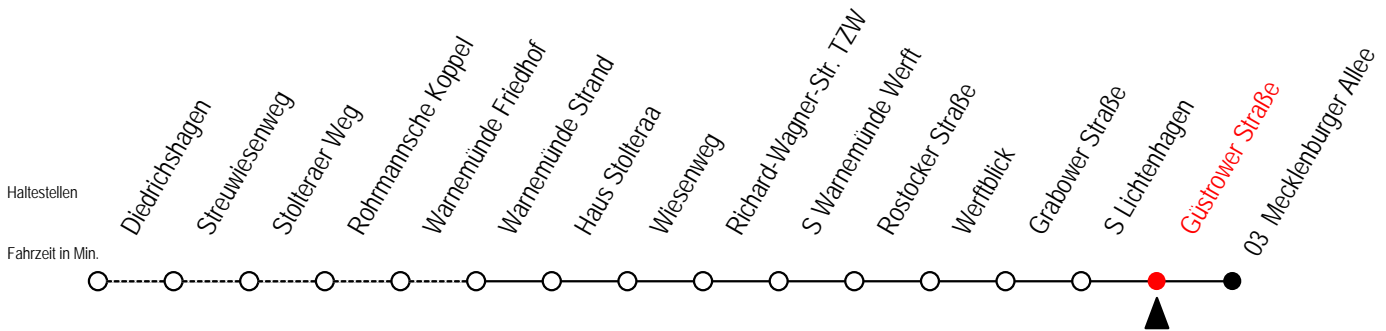 Haltestellen
Diedrichshagen
Streuwiesenweg
Stolteraer Weg
Rohrmannsche Koppel
Warnemünde Friedhof
Warnemünde Strand
Haus Stolteraa
Wiesenweg
Richard-Wagner-Str. TZW
S Warnemünde Werft
Rostocker Straße
Werftblick
Grabower Straße
S Lichtenhagen
Güstrower Straße
03 Mecklenburger Allee
Fahrzeit in Min.